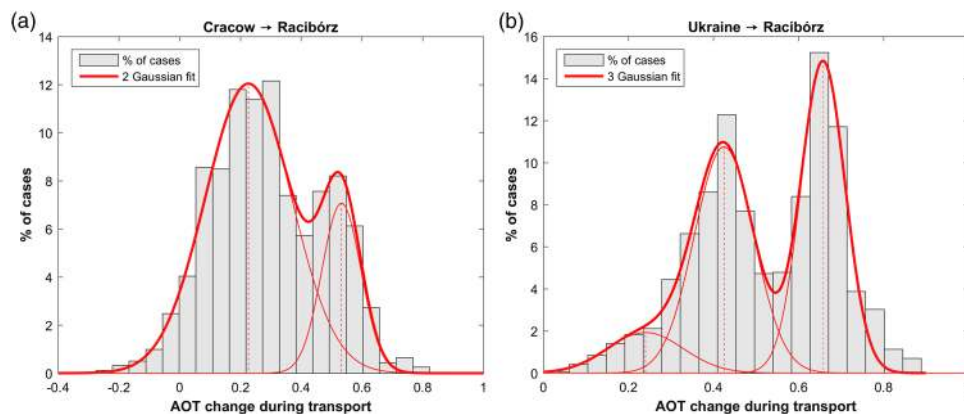 (a)
Cracow → Racibórz
14
12
10
8
6
4
2
0
% of cases
% of cases
2 Gaussian fit
-0.4
-0.2
0
0.2
0.4
0.6
0.8
1
AOT change during transport
(b)
Ukraine → Racibórz
16
14
12
10
8
6
4
2
0
% of cases
% of cases
3 Gaussian fit
0
0.2
0.4
0.6
0.8
AOT change during transport